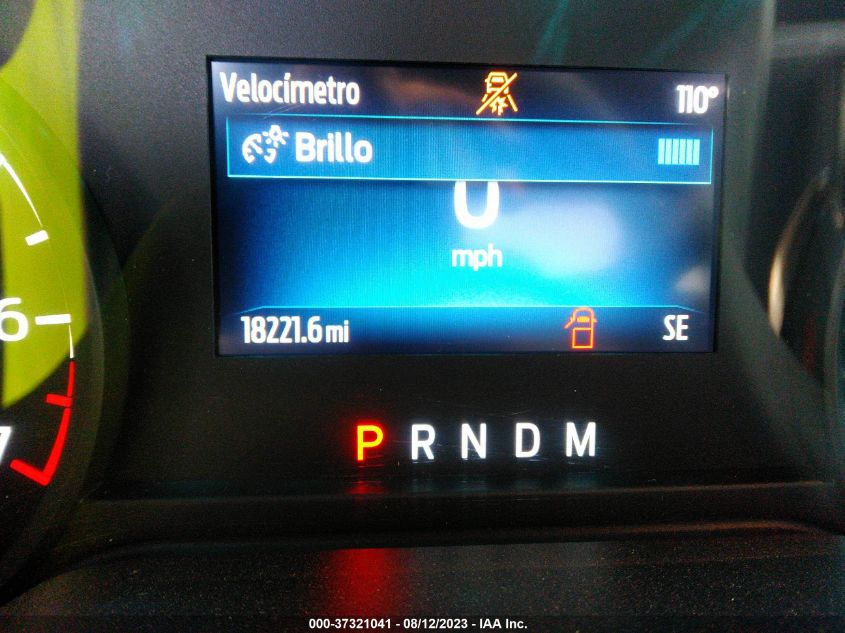 Velocímetro 110°
Brillo
0
mph
6
18221.6 mi SE
7
P R N D M
000-37321041 - 08/12/2023 - IAA Inc.